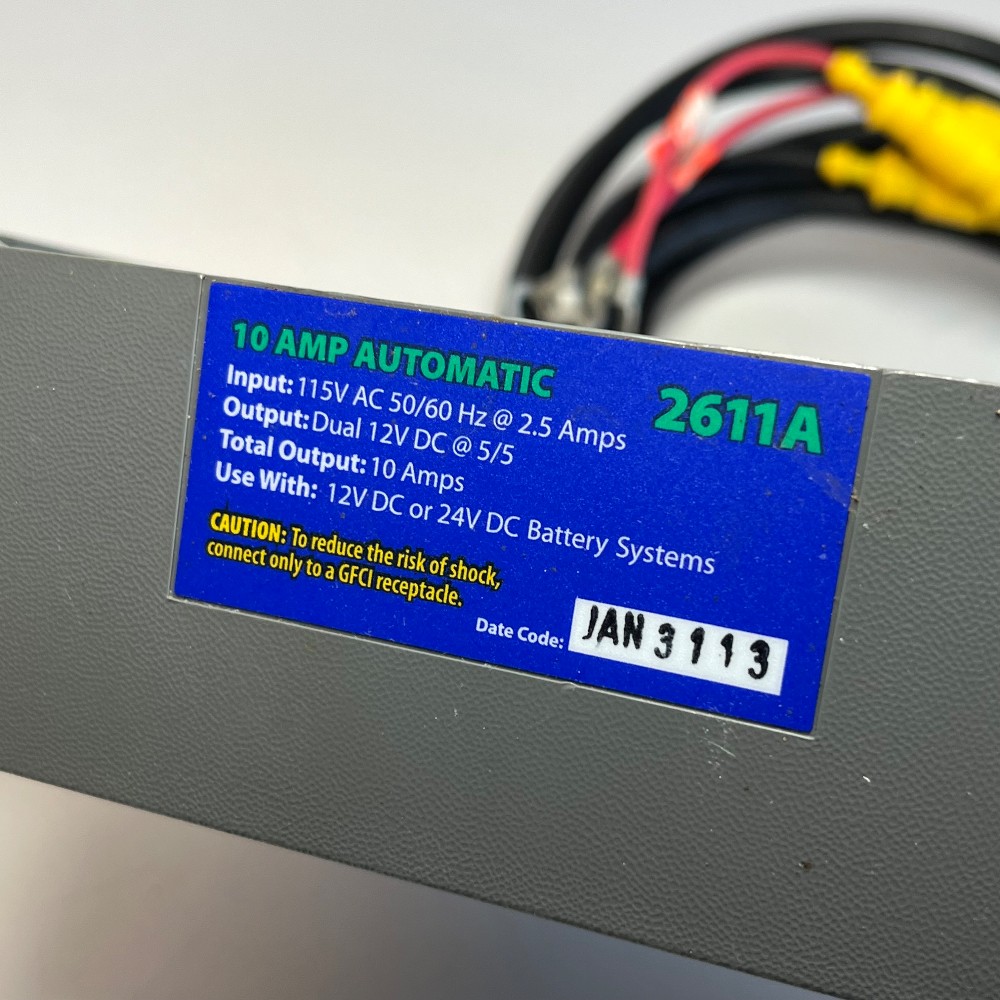 10 AMP AUTOMATIC
2611A
Input: 115V AC 50/60 Hz @ 2.5 Amps
Output: Dual 12V DC @ 5/5
Total Output: 10 Amps
Use With: 12V DC or 24V DC Battery Systems
CAUTION: To reduce the risk of shock,
connect only to a GFCI receptacle.
Date Code: JAN 3113